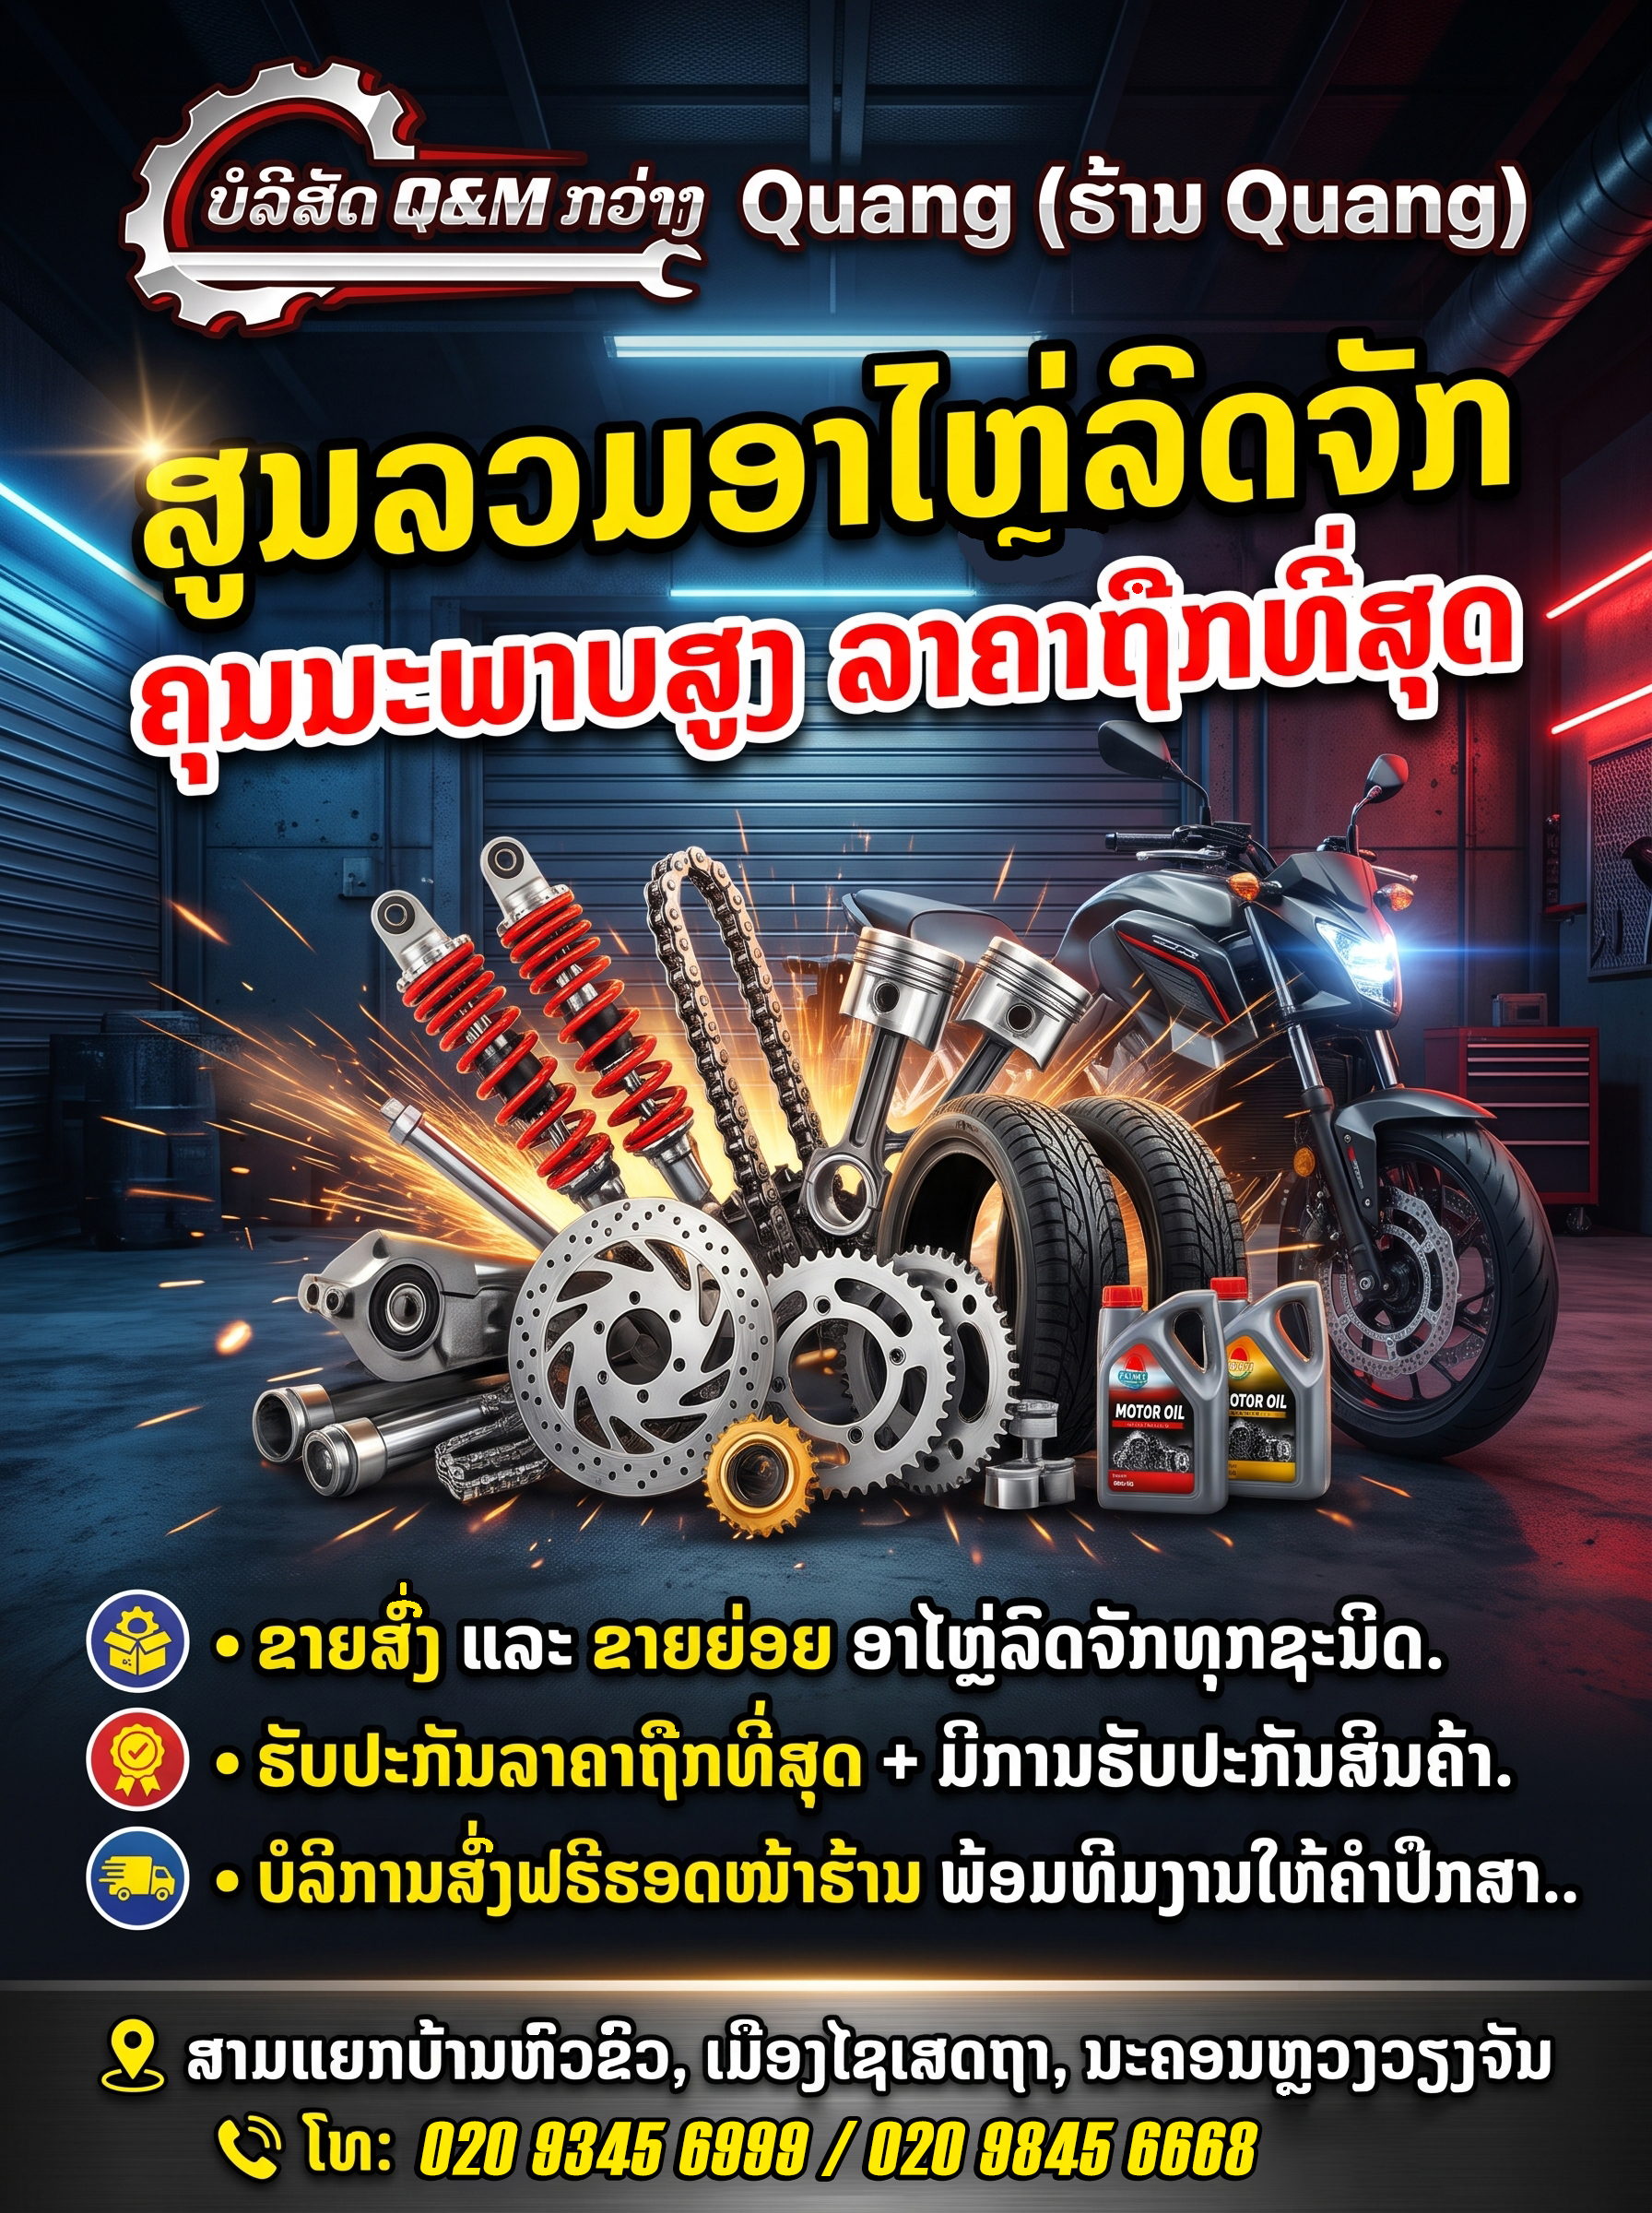 ບໍລິສັດ Q&M ກວ່າງ Quang (ຮ້ານ Quang)
ສູນລວມອາໄຫຼ່ລົດຈັກ
ຄຸນນະພາບສູງ ລາຄາຖືກທີ່ສຸດ
MOTOR OIL
MOTOR OIL
• ຂາຍສົ່ງ ແລະ ຂາຍຍ່ອຍ ອາໄຫຼ່ລົດຈັກທຸກຊະນິດ.
• ຮັບປະກັນລາຄາຖືກທີ່ສຸດ + ມີການຮັບປະກັນສິນຄ້າ.
• ບໍລິການສົ່ງຟຣີຮອດໜ້າຮ້ານ ພ້ອມທີມງານໃຫ້ຄຳປຶກສາ..
ສາມແຍກບ້ານຫົວຂົວ, ເມືອງໄຊເສດຖາ, ນະຄອນຫຼວງວຽງຈັນ
ໂທ: 020 9345 6999 / 020 9845 6668